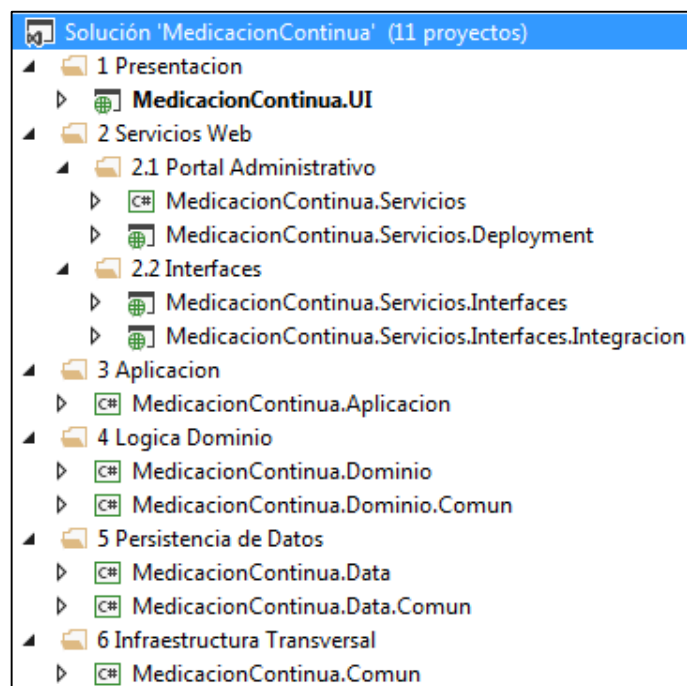 Solución 'MedicacionContinua' (11 proyectos)
1 Presentacion
MedicacionContinua.UI
2 Servicios Web
2.1 Portal Administrativo
C# MedicacionContinua.Servicios
MedicacionContinua.Servicios.Deployment
2.2 Interfaces
MedicacionContinua.Servicios.Interfaces
MedicacionContinua.Servicios.Interfaces.Integracion
3 Aplicacion
C# MedicacionContinua.Aplicacion
4 Logica Dominio
C# MedicacionContinua.Dominio
C# MedicacionContinua.Dominio.Comun
5 Persistencia de Datos
C# MedicacionContinua.Data
C# MedicacionContinua.Data.Comun
6 Infraestructura Transversal
C# MedicacionContinua.Comun